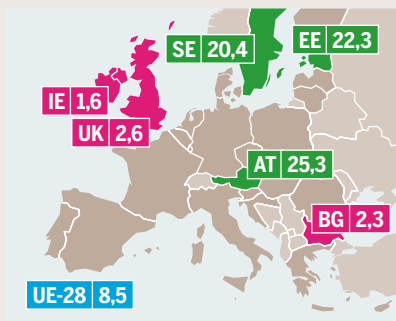 SE 20,4
EE 22,3
IE 1,6
UK 2,6
AT 25,3
BG 2,3
UE-28 8,5